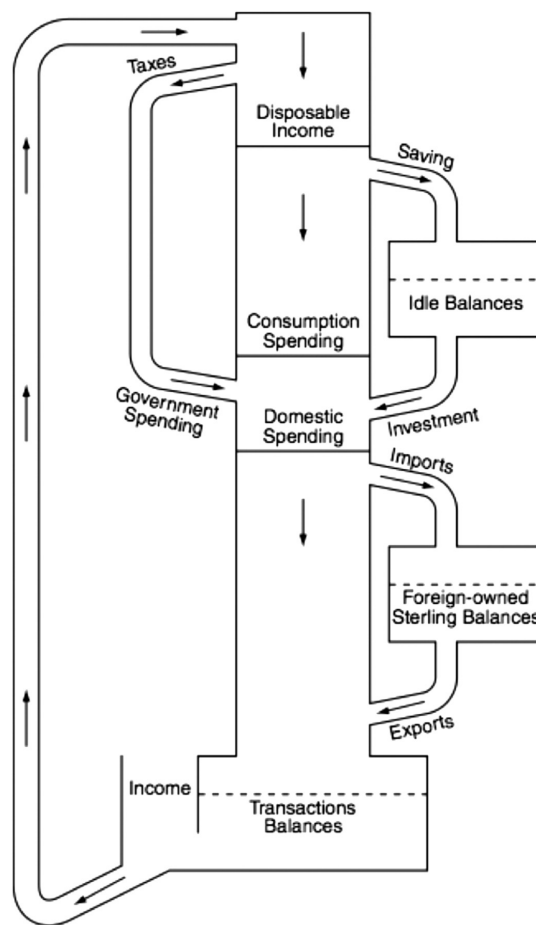 Taxes
Disposable
Income
Saving
Idle Balances
Consumption
Spending
Government
Spending
Domestic
Spending
Investment
Imports
Foreign-owned
Sterling Balances
Exports
Income
Transactions
Balances